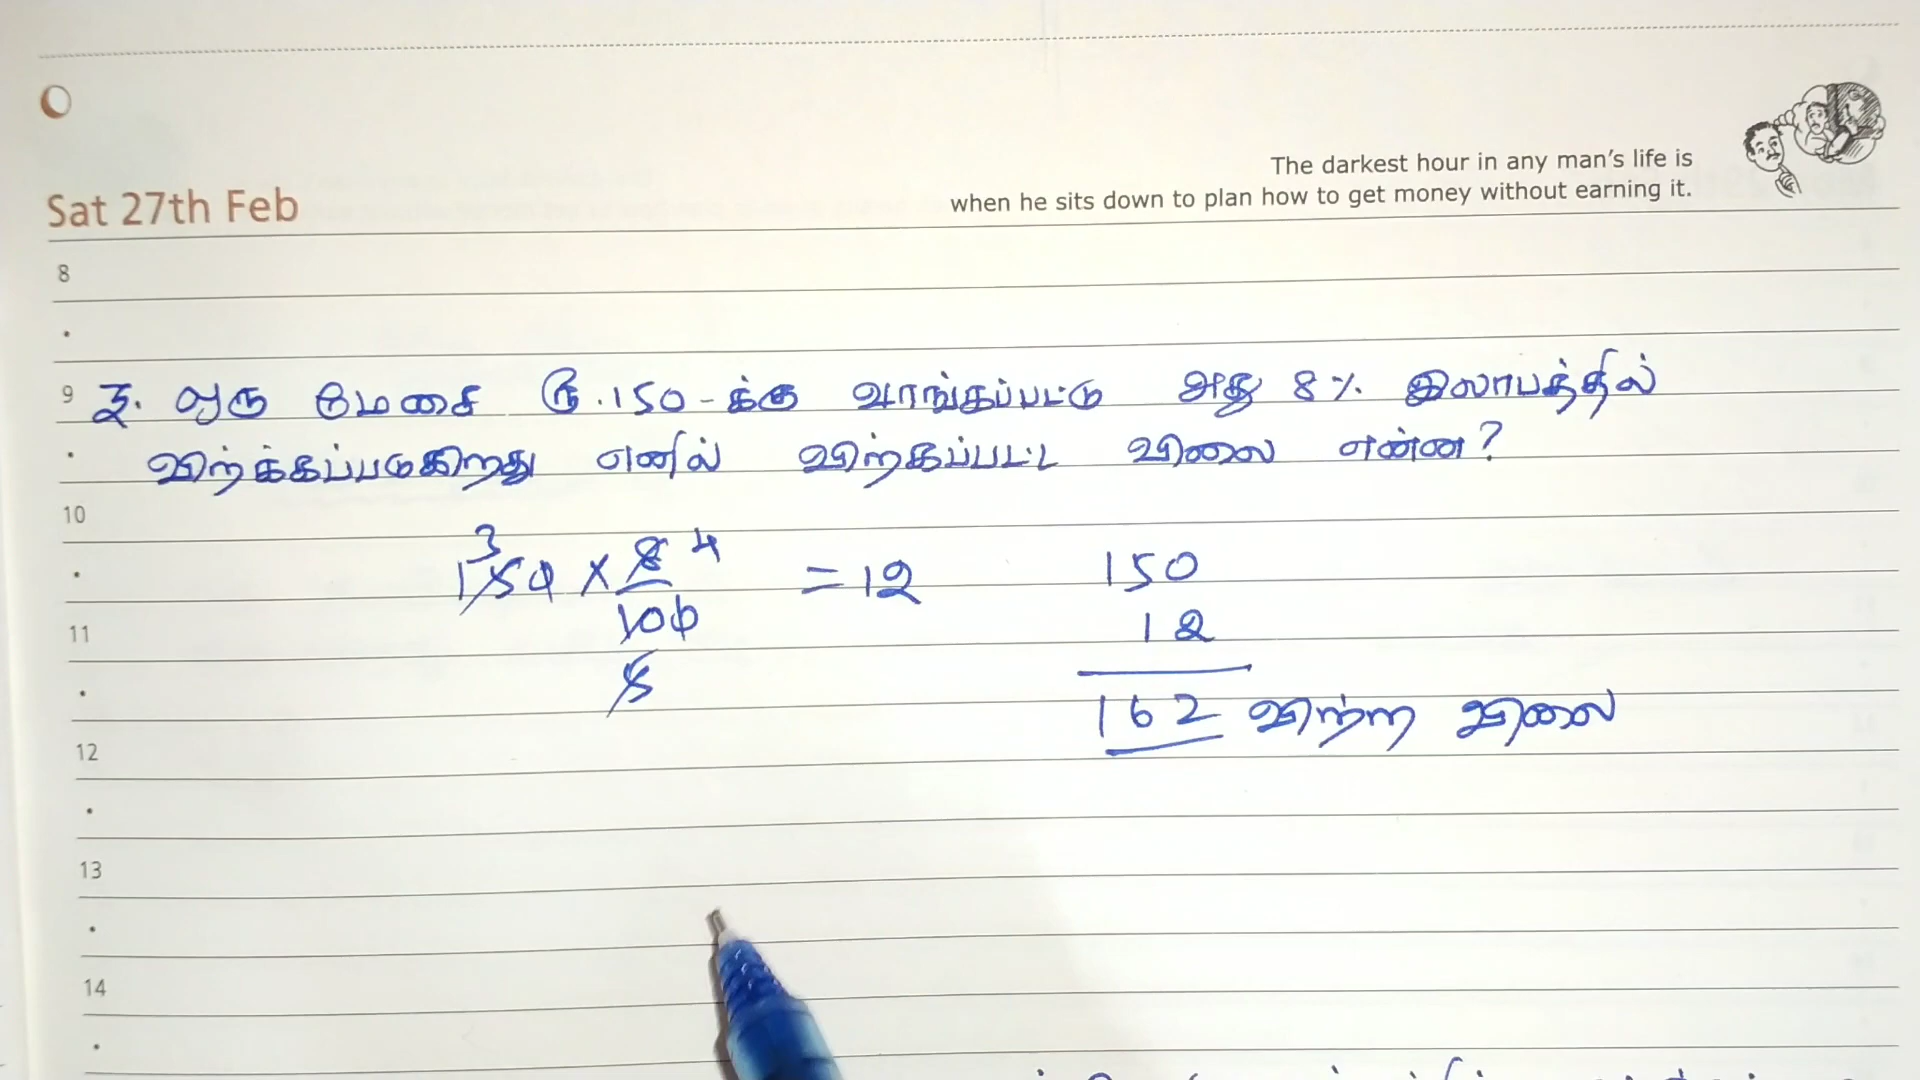 The darkest hour in any man's life is
when he sits down to plan how to get money without earning it.
Sat 27th Feb
8
9
3. ஒரு மேசை ரூ.150-க்கு வாங்கப்பட்டு அது 8% இலாபத்தில்
விற்க்கப்படுகிறது எனில் விற்கப்பட்ட விலை என்ன?
10
3 4
150 x 8 = 12 150
100 12
11
5
162 விற்ற விலை
12
13
14